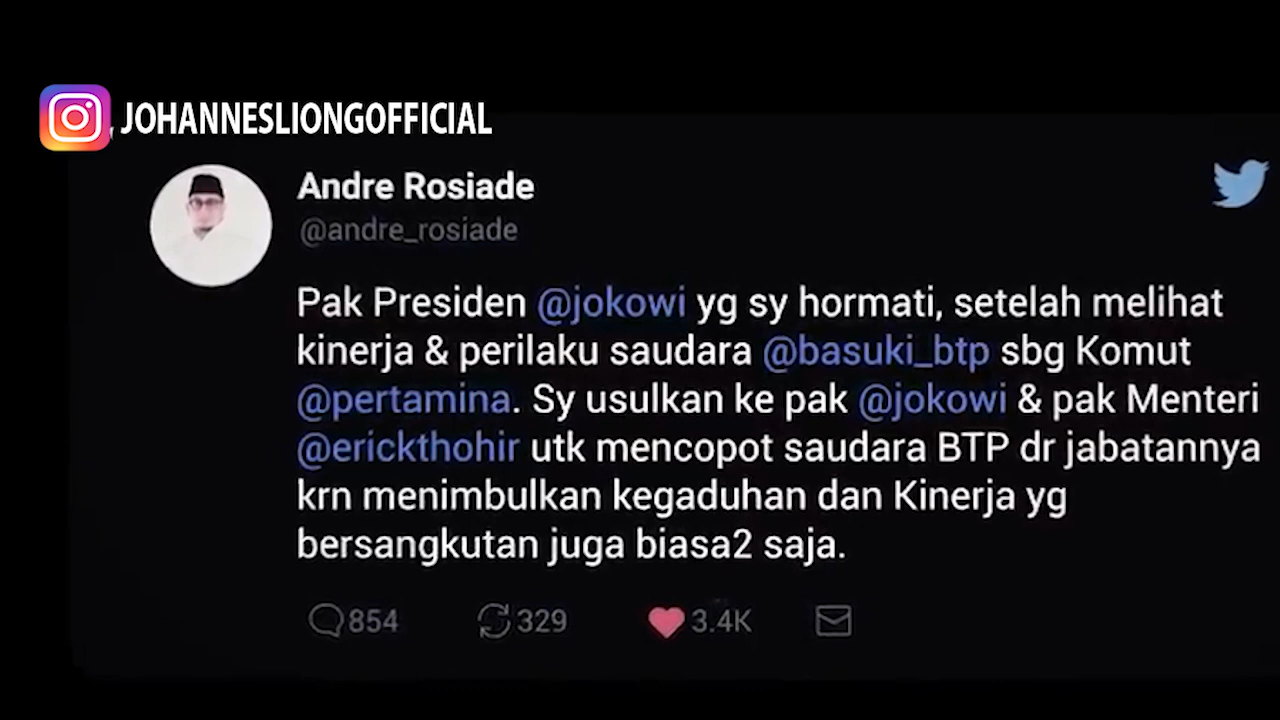 JOHANNESLIONGOFFICIAL
Andre Rosiade
@andre_rosiade
Pak Presiden @jokowi yg sy hormati, setelah melihat
kinerja & perilaku saudara @basuki_btp sbg Komut
@pertamina. Sy usulkan ke pak @jokowi & pak Menteri
@erickthohir utk mencopot saudara BTP dr jabatannya
krn menimbulkan kegaduhan dan Kinerja yg
bersangkutan juga biasa2 saja.
854 329 3.4K